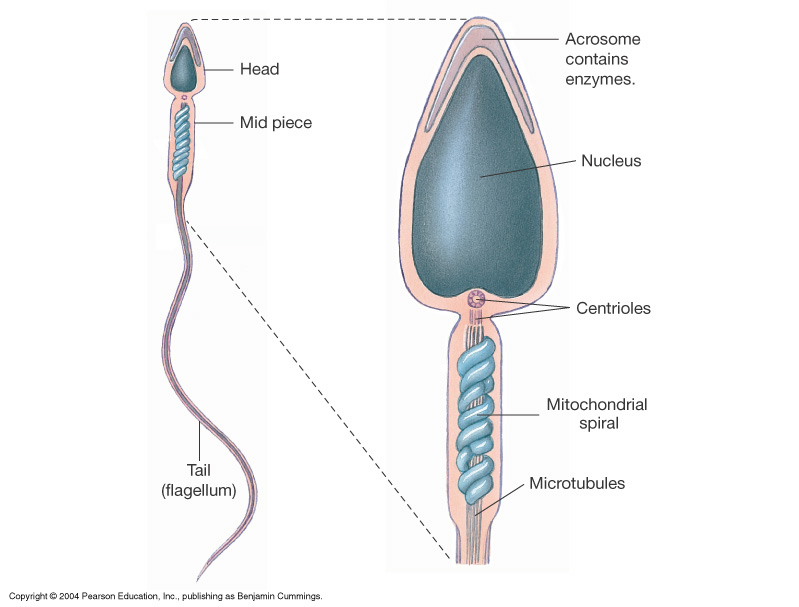 Head
Mid piece
Tail
(flagellum)
Acrosome
contains
enzymes.
Nucleus
Centrioles
Mitochondrial
spiral
Microtubules
Copyright © 2004 Pearson Education, Inc., publishing as Benjamin Cummings.